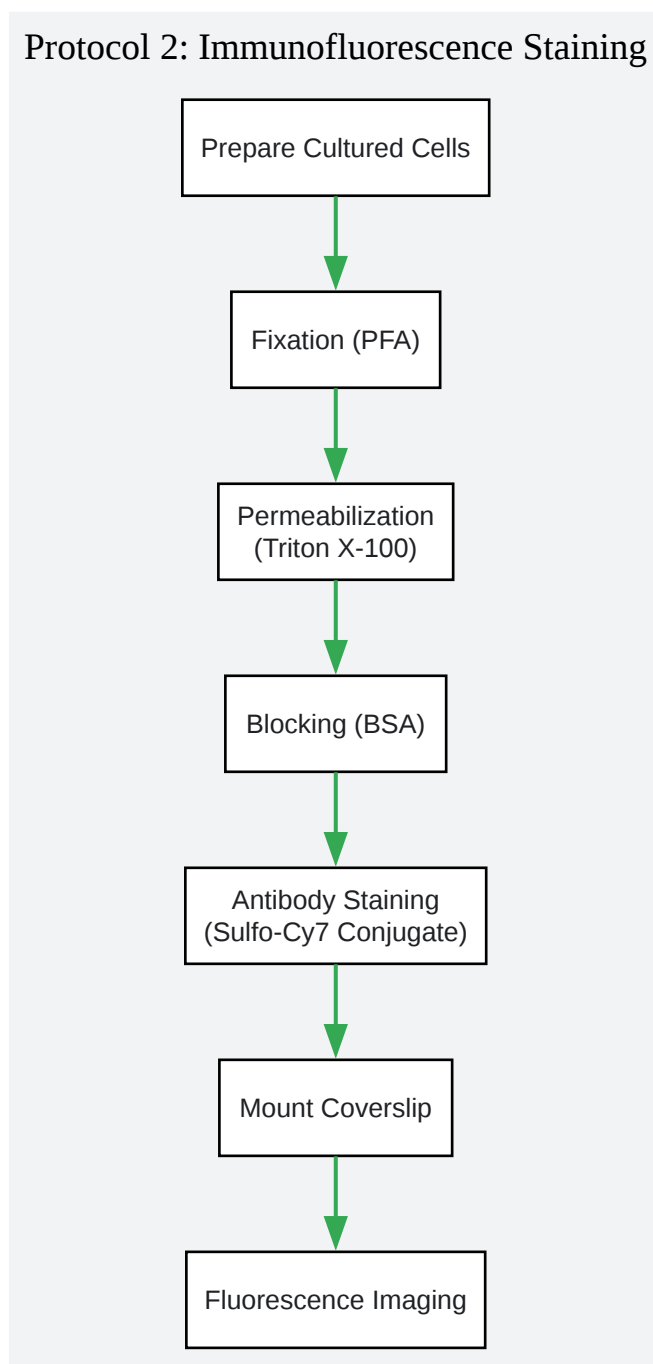 Protocol 2: Immunofluorescence Staining
Prepare Cultured Cells
Fixation (PFA)
Permeabilization
(Triton X-100)
Blocking (BSA)
Antibody Staining
(Sulfo-Cy7 Conjugate)
Mount Coverslip
Fluorescence Imaging